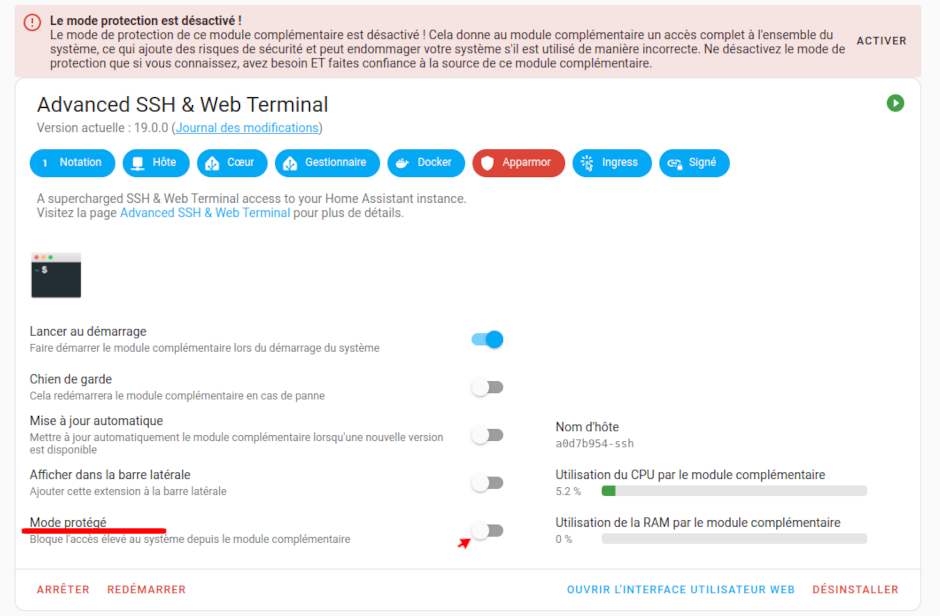 Le mode protection est désactivé !
Le mode de protection de ce module complémentaire est désactivé ! Cela donne au module complémentaire un accès complet à l'ensemble du
système, ce qui ajoute des risques de sécurité et peut endommager votre système s'il est utilisé de manière incorrecte. Ne désactivez le mode de
protection que si vous connaissez, avez besoin ET faites confiance à la source de ce module complémentaire.
ACTIVER
Advanced SSH & Web Terminal
Version actuelle : 19.0.0 (Journal des modifications)
1 Notation
Hôte
Cœur
Gestionnaire
Docker
Apparmor
Ingress
Signé
A supercharged SSH & Web Terminal access to your Home Assistant instance.
Visitez la page Advanced SSH & Web Terminal pour plus de détails.
~ $
Lancer au démarrage
Faire démarrer le module complémentaire lors du démarrage du système
Chien de garde
Cela redémarrera le module complémentaire en cas de panne
Mise à jour automatique
Mettre à jour automatiquement le module complémentaire lorsqu'une nouvelle version
est disponible
Nom d'hôte
a0d7b954-ssh
Afficher dans la barre latérale
Ajouter cette extension à la barre latérale
Utilisation du CPU par le module complémentaire
5.2 %
Mode protégé
Bloque l'accès élevé au système depuis le module complémentaire
Utilisation de la RAM par le module complémentaire
0 %
ARRÊTER
REDÉMARRER
OUVRIR L'INTERFACE UTILISATEUR WEB
DÉSINSTALLER